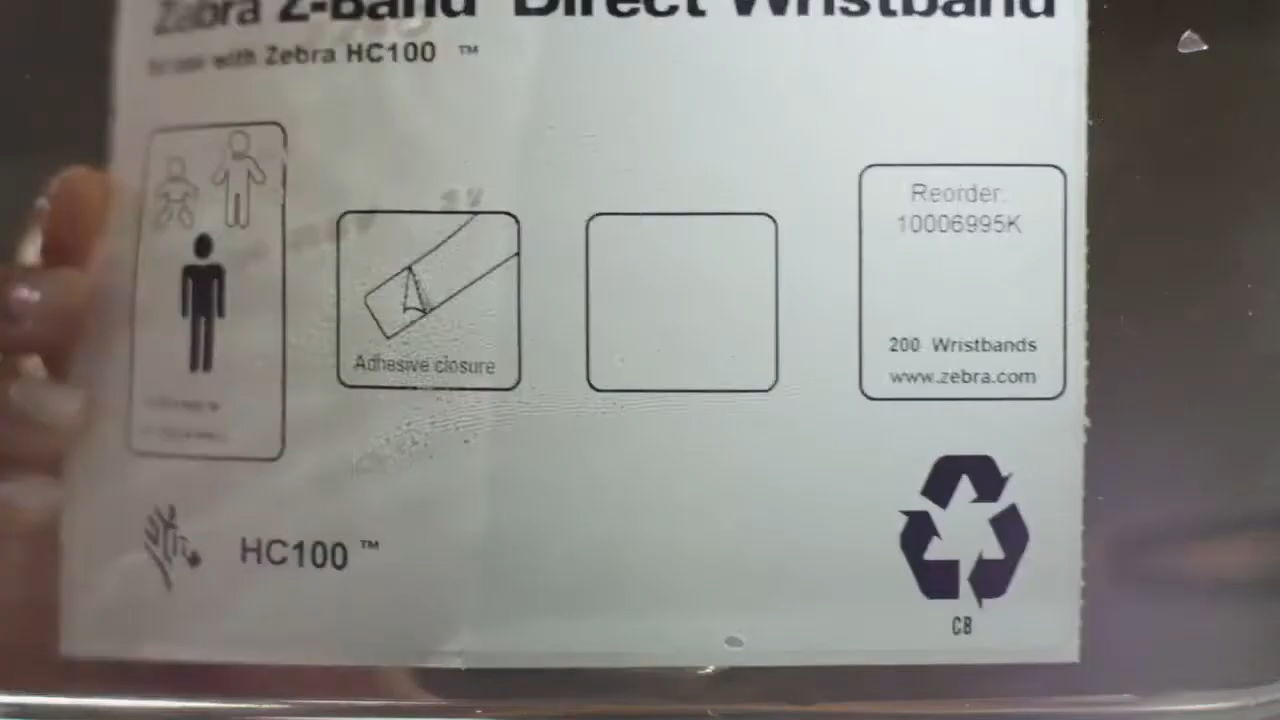 Zebra Z-Band Direct Wristband
for use with Zebra HC100 ™
Reorder:
10006995K
Adhesive closure
200 Wristbands
www.zebra.com
HC100 ™
CB